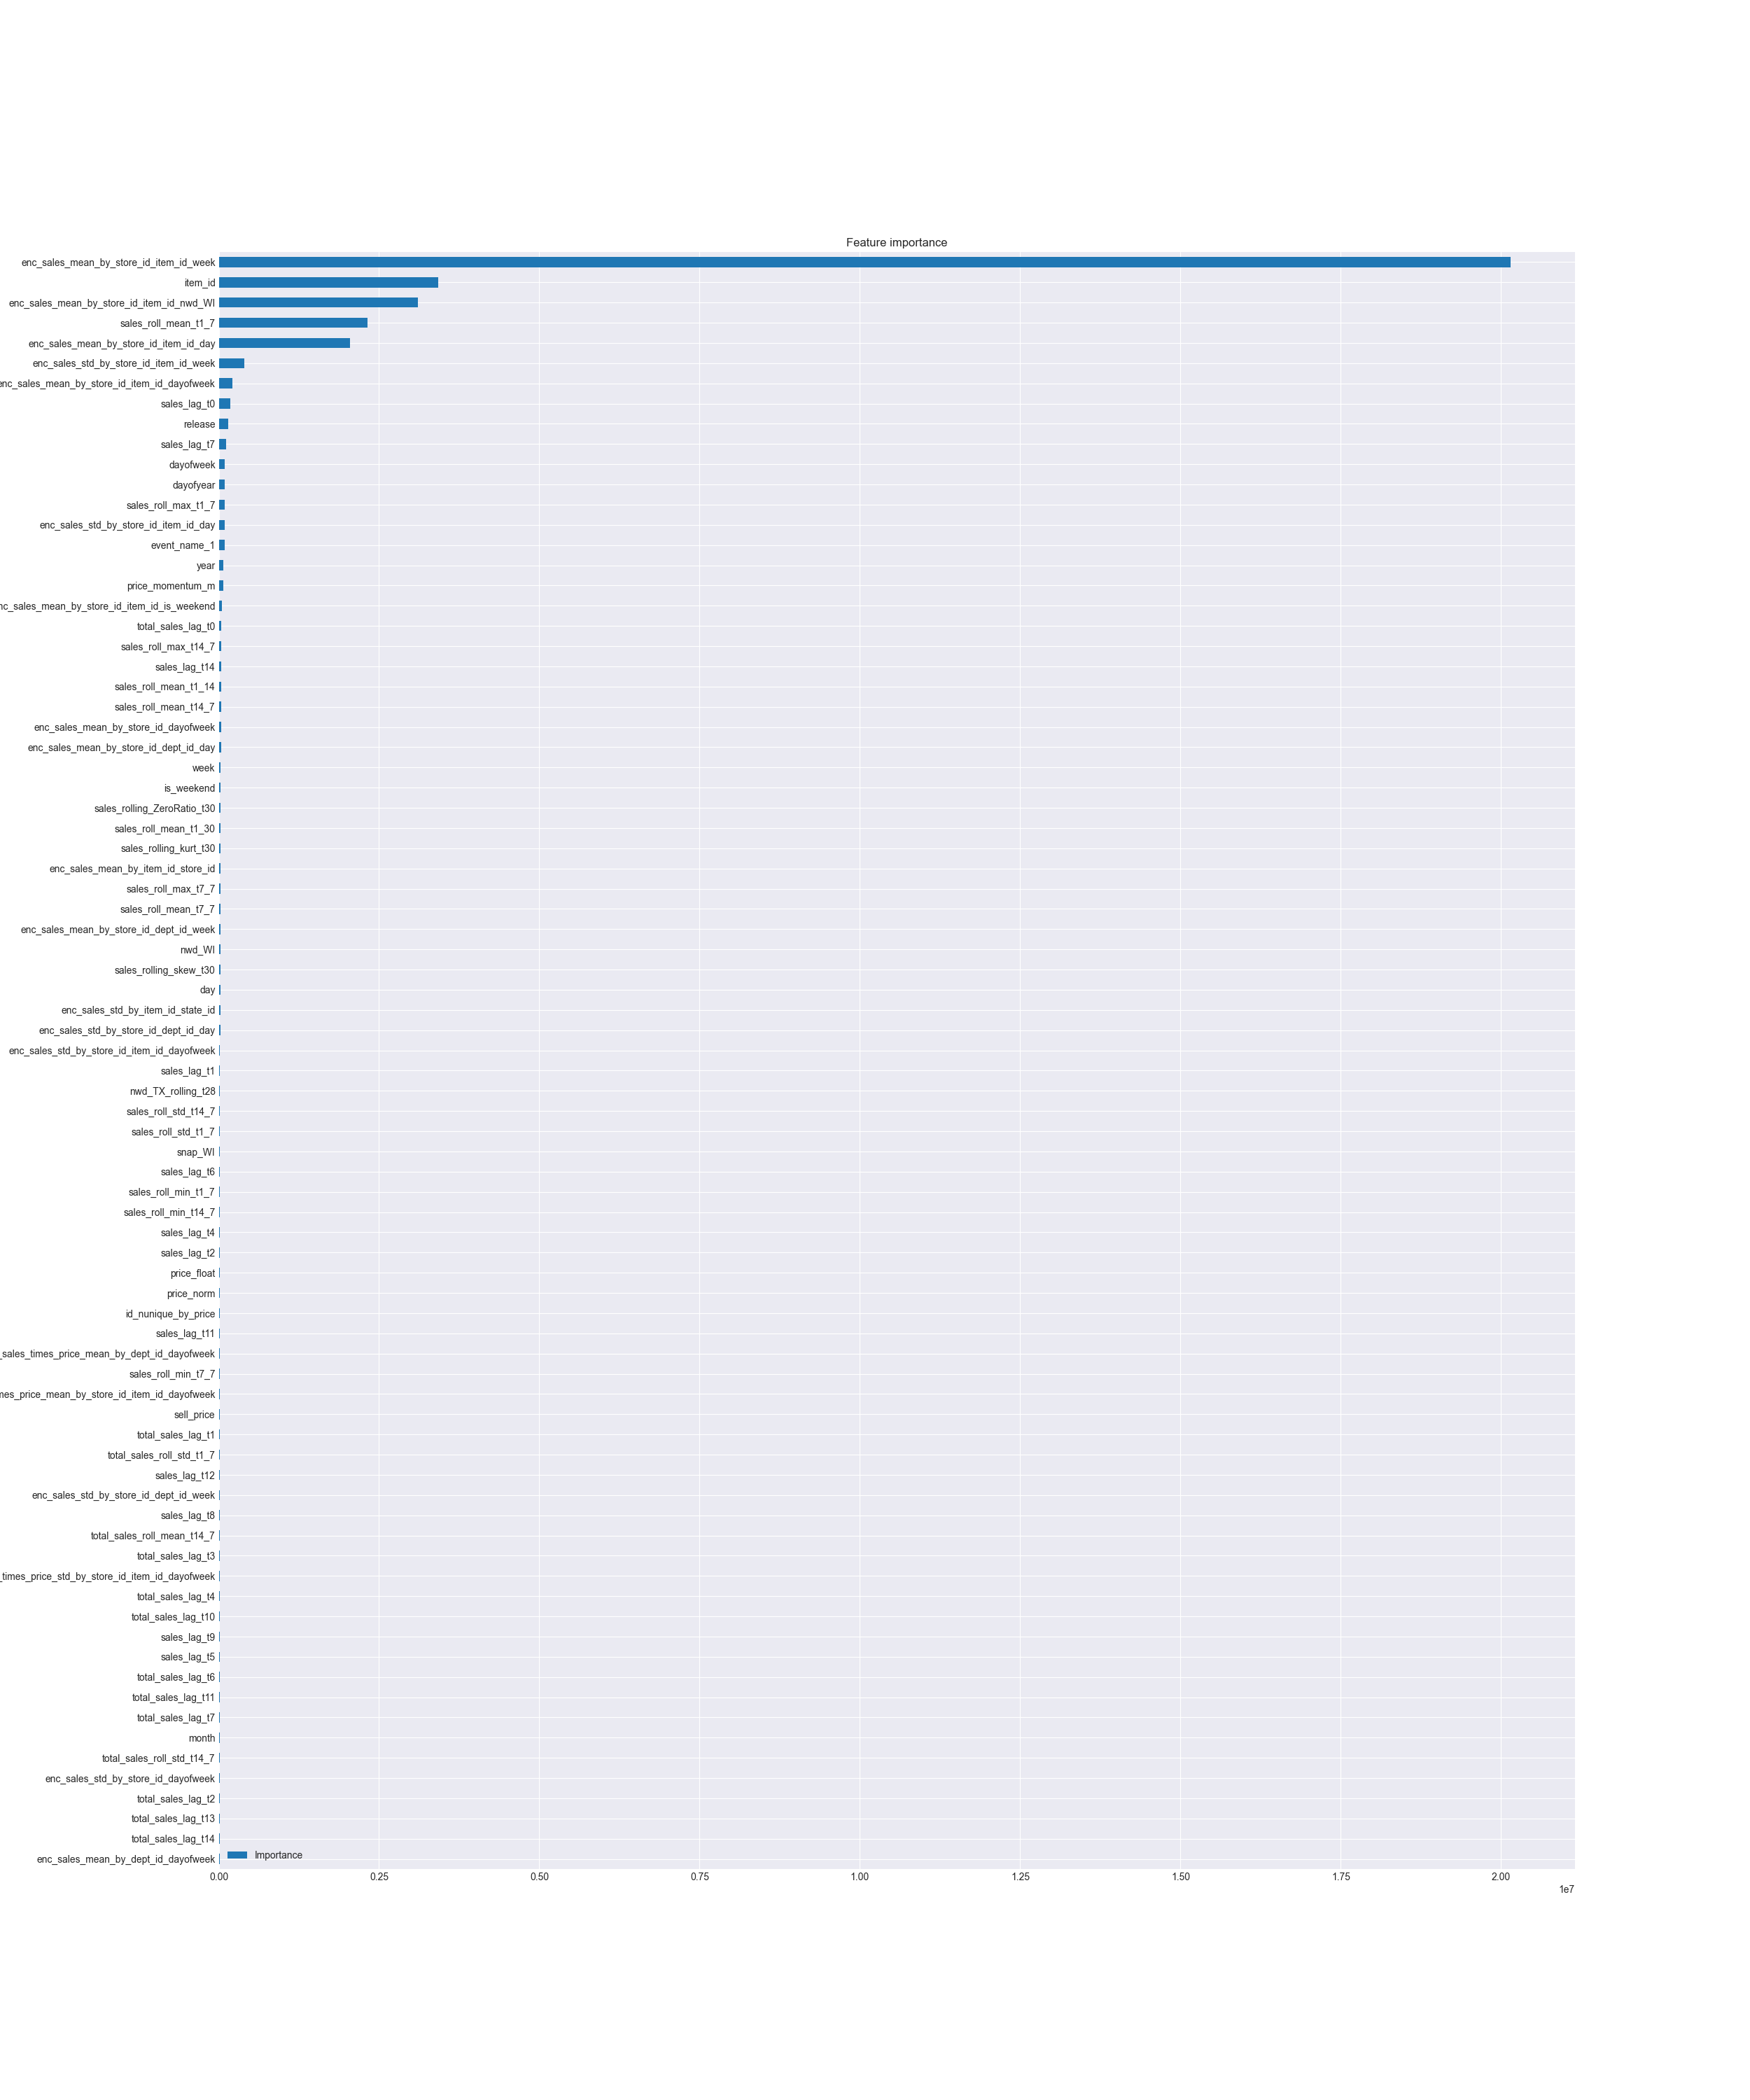 Feature importance
enc_sales_mean_by_store_id_item_id_week
item_id
enc_sales_mean_by_store_id_item_id_nwd_WI
sales_roll_mean_t1_7
enc_sales_mean_by_store_id_item_id_day
enc_sales_std_by_store_id_item_id_week
enc_sales_mean_by_store_id_item_id_dayofweek
sales_lag_t0
release
sales_lag_t7
dayofweek
dayofyear
sales_roll_max_t1_7
enc_sales_std_by_store_id_item_id_day
event_name_1
year
price_momentum_m
nc_sales_mean_by_store_id_item_id_is_weekend
total_sales_lag_t0
sales_roll_max_t14_7
sales_lag_t14
sales_roll_mean_t1_14
sales_roll_mean_t14_7
enc_sales_mean_by_store_id_dayofweek
enc_sales_mean_by_store_id_dept_id_day
week
is_weekend
sales_rolling_ZeroRatio_t30
sales_roll_mean_t1_30
sales_rolling_kurt_t30
enc_sales_mean_by_item_id_store_id
sales_roll_max_t7_7
sales_roll_mean_t7_7
enc_sales_mean_by_store_id_dept_id_week
nwd_WI
sales_rolling_skew_t30
day
enc_sales_std_by_item_id_state_id
enc_sales_std_by_store_id_dept_id_day
enc_sales_std_by_store_id_item_id_dayofweek
sales_lag_t1
nwd_TX_rolling_t28
sales_roll_std_t14_7
sales_roll_std_t1_7
snap_WI
sales_lag_t6
sales_roll_min_t1_7
sales_roll_min_t14_7
sales_lag_t4
sales_lag_t2
price_float
price_norm
id_nunique_by_price
sales_lag_t11
_sales_times_price_mean_by_dept_id_dayofweek
sales_roll_min_t7_7
mes_price_mean_by_store_id_item_id_dayofweek
sell_price
total_sales_lag_t1
total_sales_roll_std_t1_7
sales_lag_t12
enc_sales_std_by_store_id_dept_id_week
sales_lag_t8
total_sales_roll_mean_t14_7
total_sales_lag_t3
_times_price_std_by_store_id_item_id_dayofweek
total_sales_lag_t4
total_sales_lag_t10
sales_lag_t9
sales_lag_t5
total_sales_lag_t6
total_sales_lag_t11
total_sales_lag_t7
month
total_sales_roll_std_t14_7
enc_sales_std_by_store_id_dayofweek
total_sales_lag_t2
total_sales_lag_t13
total_sales_lag_t14
enc_sales_mean_by_dept_id_dayofweek
Importance
0.00 0.25 0.50 0.75 1.00 1.25 1.50 1.75 2.00
1e7